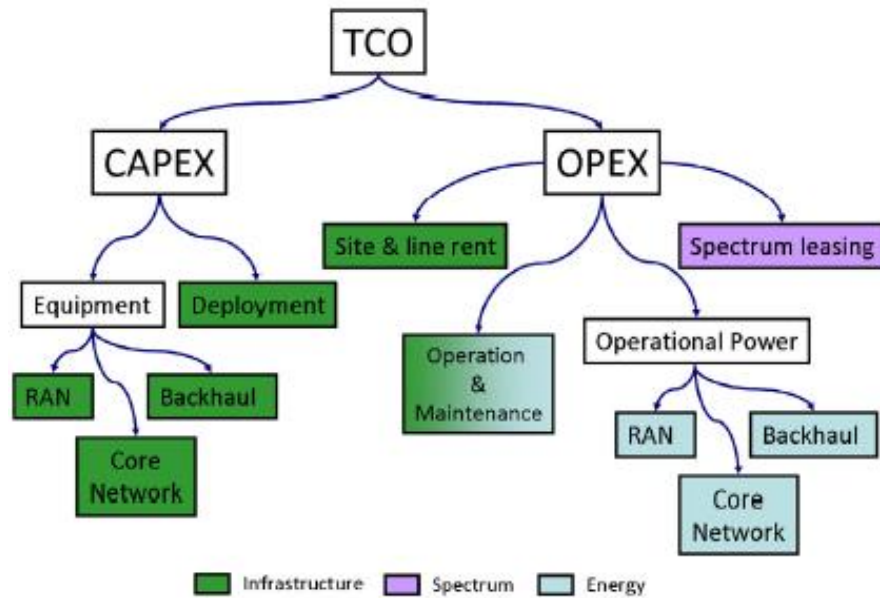 TCO
CAPEX
OPEX
Site & line rent
Spectrum leasing
Equipment
Deployment
Operation
&
Maintenance
Operational Power
RAN
Backhaul
Core
Network
RAN
Backhaul
Core
Network
Infrastructure
Spectrum
Energy